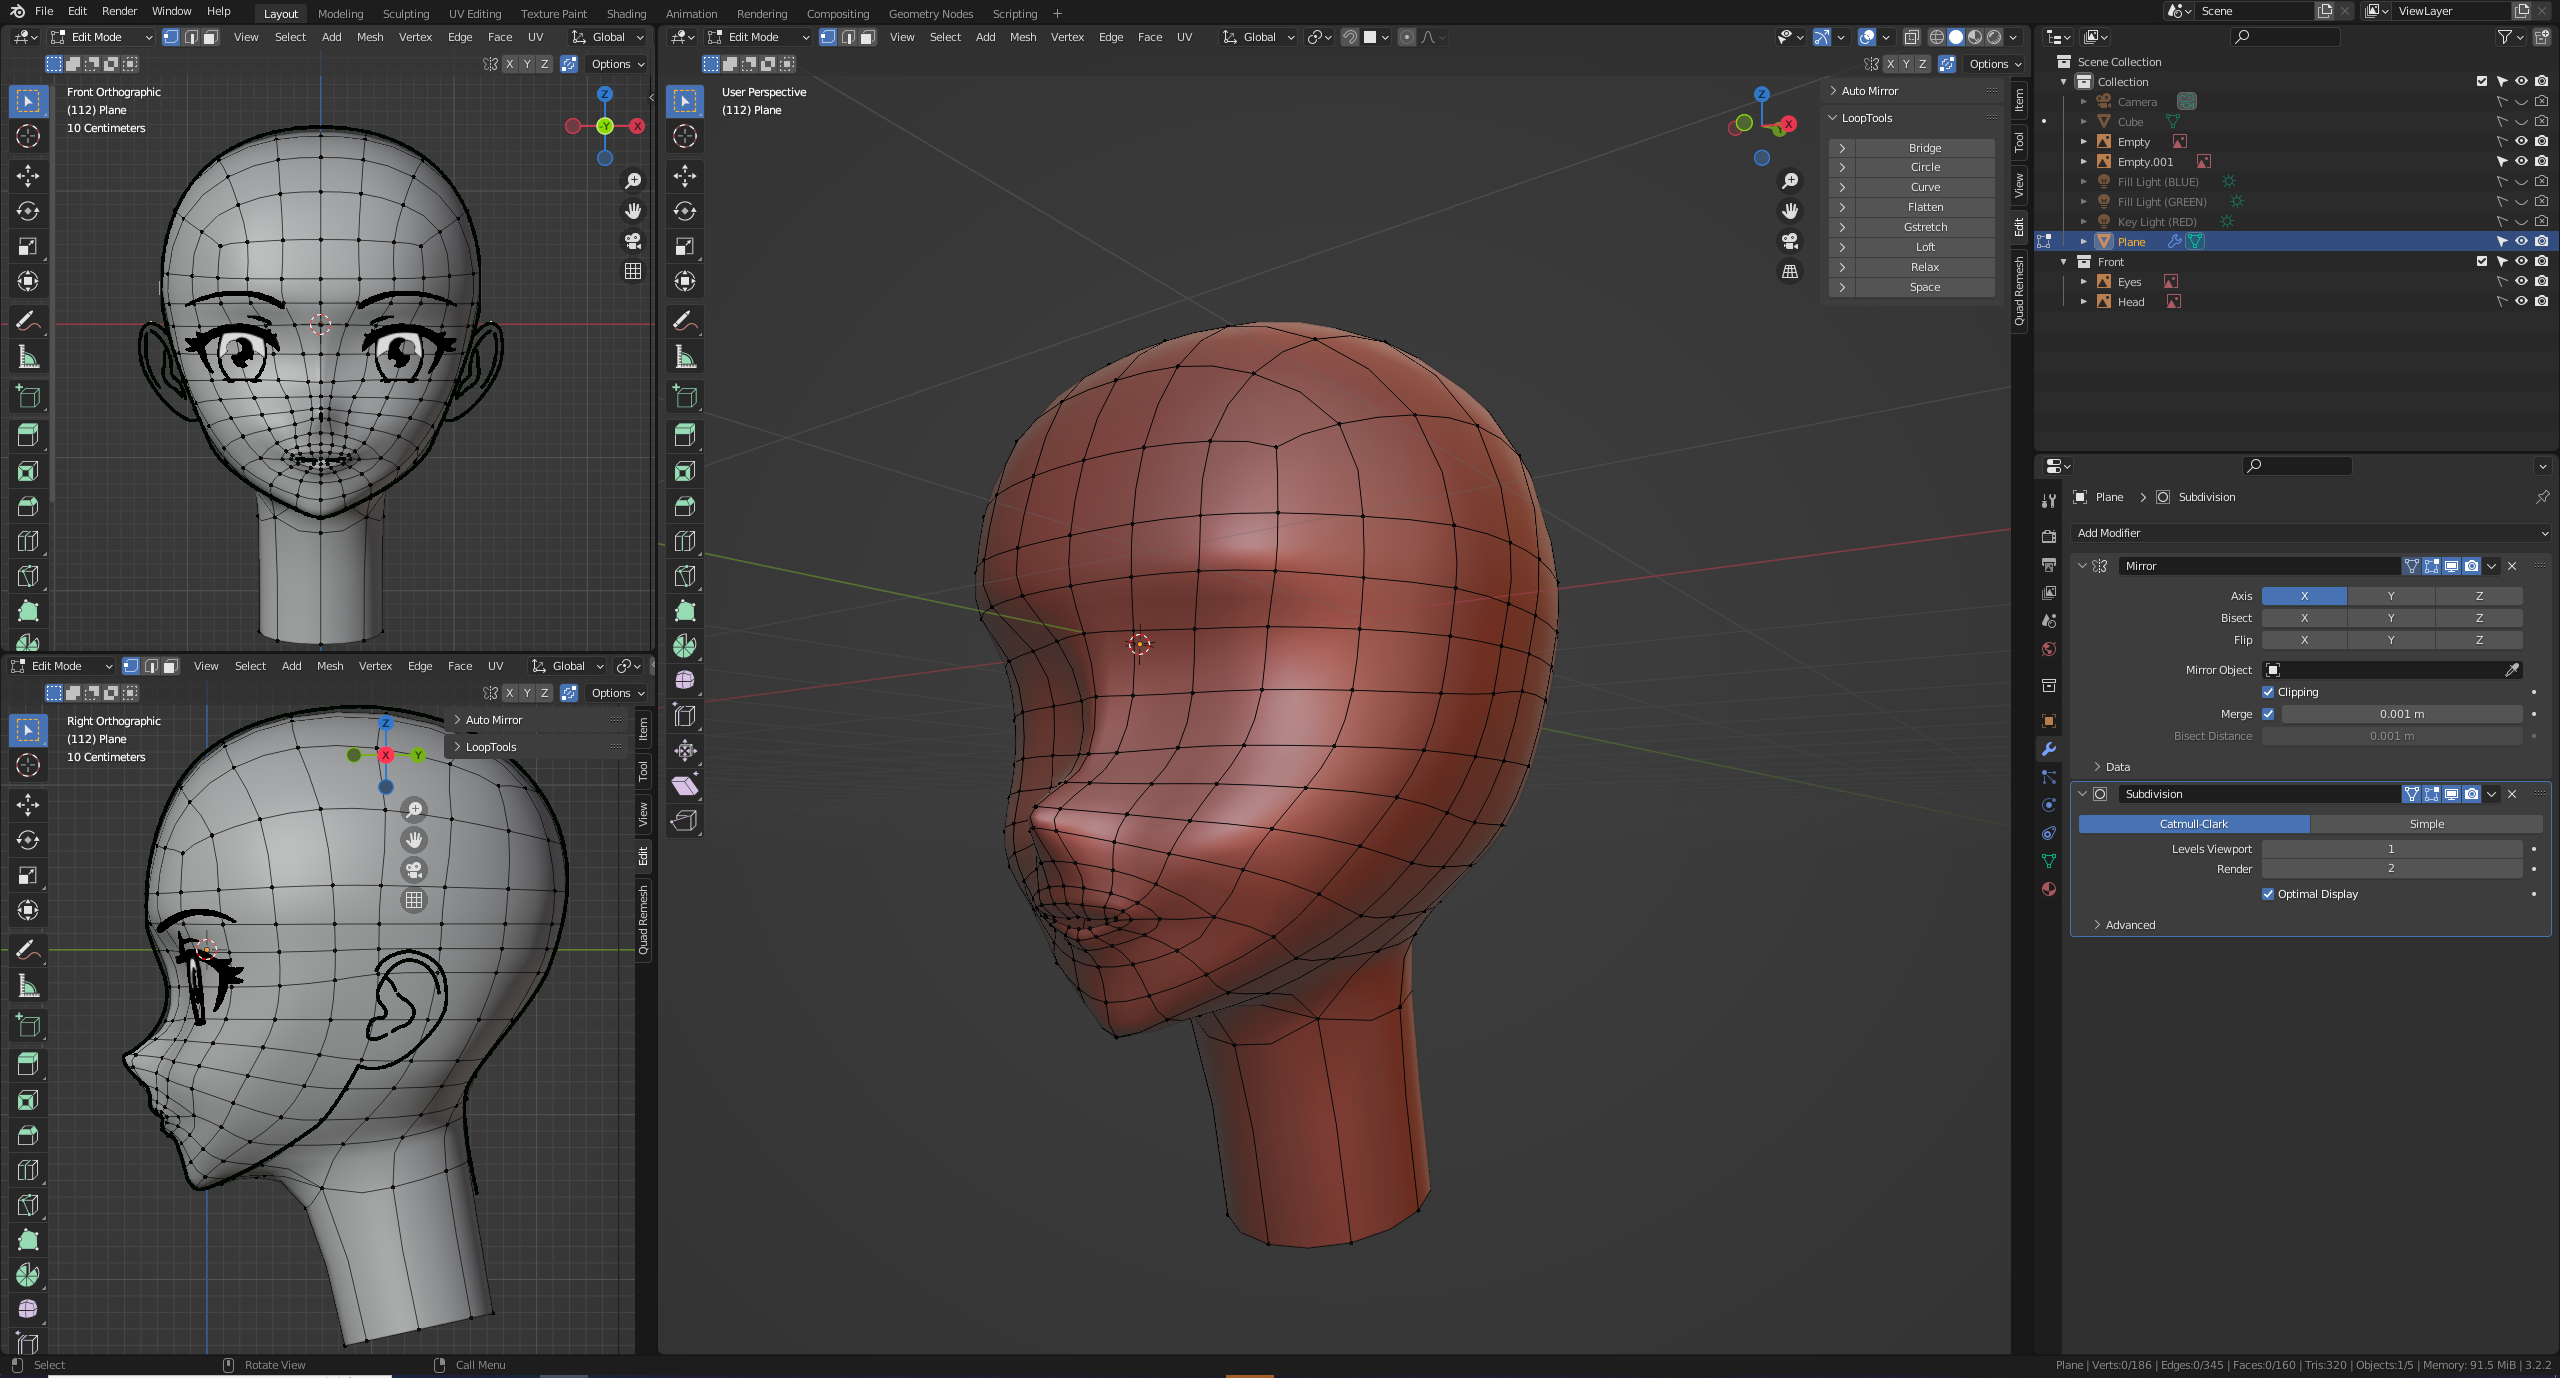 File Edit Render Window Help Layout Modeling Sculpting UV Editing Texture Paint Shading Animation Rendering Compositing Geometry Nodes Scripting + Scene ViewLayer
Edit Mode View Select Add Mesh Vertex Edge Face UV Global
X Y Z Options
Front Orthographic
(112) Plane
10 Centimeters
Z
-Y X
Edit Mode View Select Add Mesh Vertex Edge Face UV Global
X Y Z Options
User Perspective
(112) Plane
Z
X
Y
Auto Mirror
LoopTools
Bridge
Circle
Curve
Flatten
Gstretch
Loft
Relax
Space
Item
Tool
View
Edit
Quad Remesh
Edit Mode View Select Add Mesh Vertex Edge Face UV Global
X Y Z Options
Right Orthographic
(112) Plane
10 Centimeters
Z
X Y
Auto Mirror
LoopTools
Item
Tool
View
Edit
Quad Remesh
Scene Collection
Collection
Camera
Cube
Empty
Empty.001
Fill Light (BLUE)
Fill Light (GREEN)
Key Light (RED)
Plane
Front
Eyes
Head
Plane > Subdivision
Add Modifier
Mirror
Axis X Y Z
Bisect X Y Z
Flip X Y Z
Mirror Object
Clipping
Merge 0.001 m
Bisect Distance 0.001 m
Data
Subdivision
Catmull-Clark Simple
Levels Viewport 1
Render 2
Optimal Display
Advanced
Select Rotate View Call Menu Plane | Verts:0/186 | Edges:0/345 | Faces:0/160 | Tris:320 | Objects:1/5 | Memory: 91.5 MiB | 3.2.2